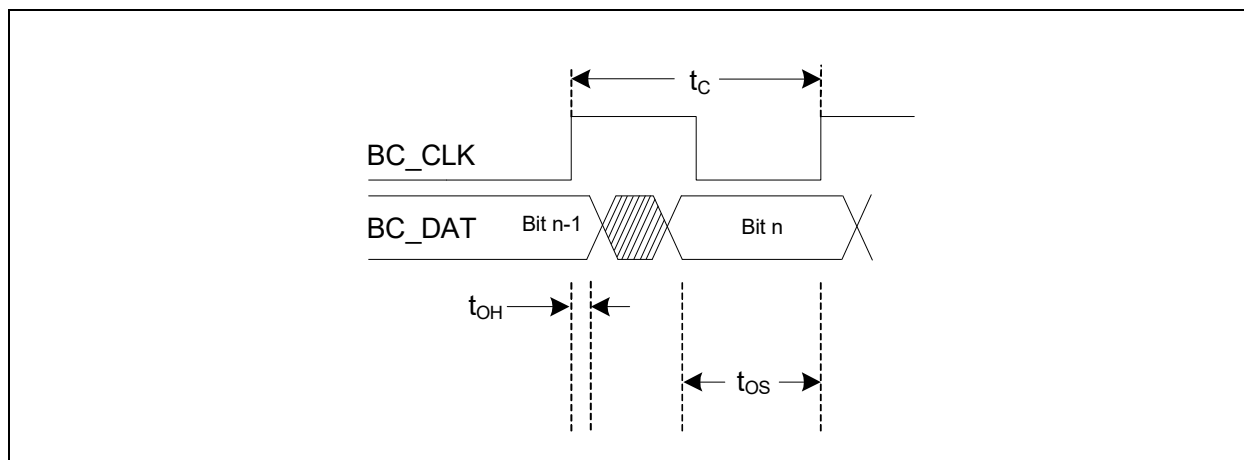 tC
BC_CLK
BC_DAT
Bit n-1
Bit n
tOH
tOS